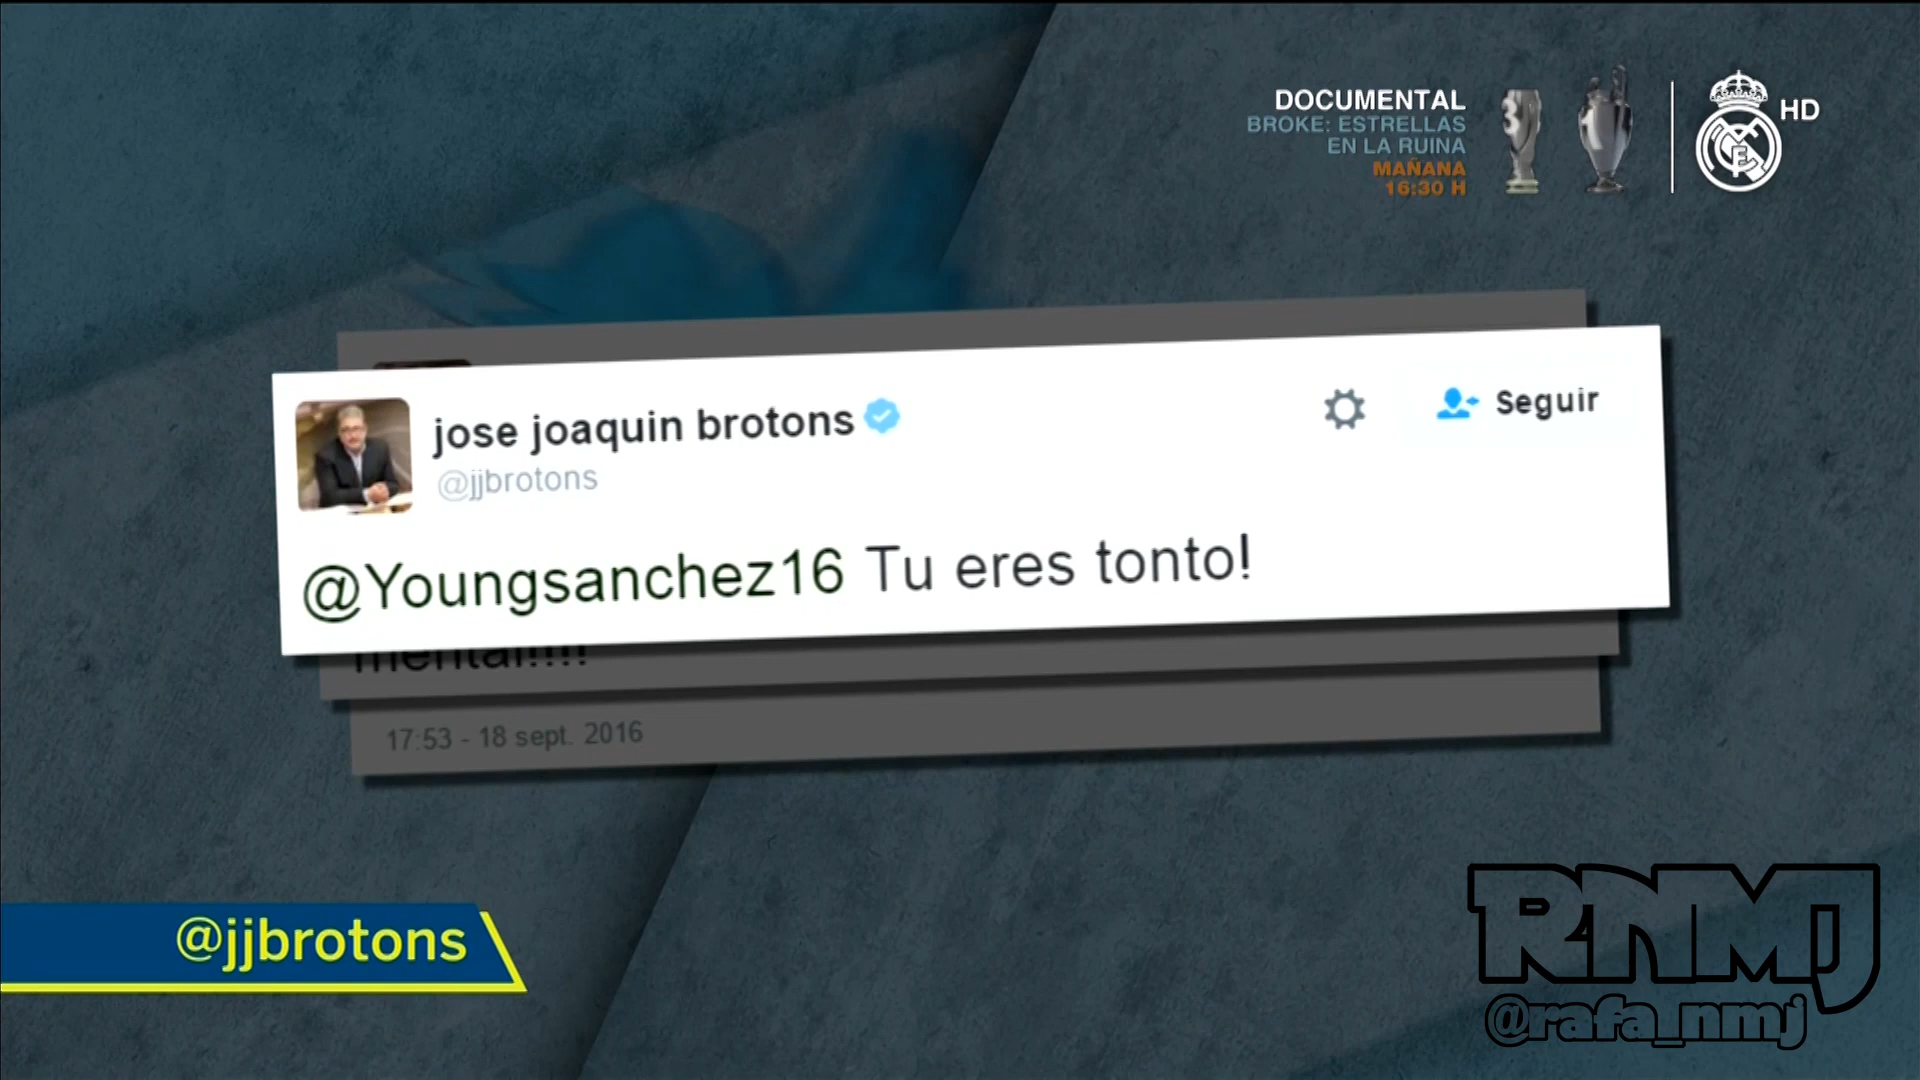 DOCUMENTAL
BROKE: ESTRELLAS
EN LA RUINA
MAÑANA
16:30 H
HD
jose joaquin brotons
@jjbrotons
Seguir
@Youngsanchez16 Tu eres tonto!
mental!!!!
17:53 - 18 sept. 2016
@jjbrotons
RNMJ
@rafa_nmj